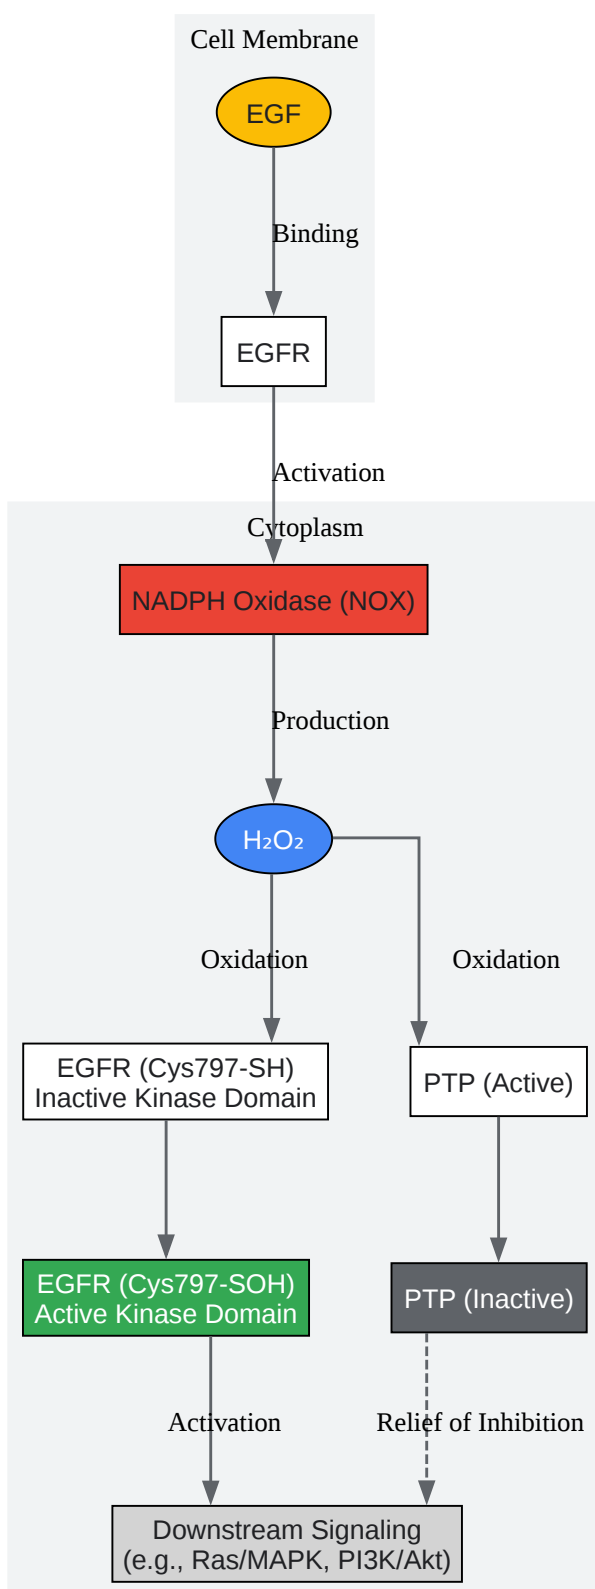 Cell Membrane
EGF
Binding
EGFR
Activation
Cytoplasm
NADPH Oxidase (NOX)
Production
H₂O₂
Oxidation
Oxidation
EGFR (Cys797-SH)
Inactive Kinase Domain
PTP (Active)
EGFR (Cys797-SOH)
Active Kinase Domain
PTP (Inactive)
Activation
Relief of Inhibition
Downstream Signaling
(e.g., Ras/MAPK, PI3K/Akt)